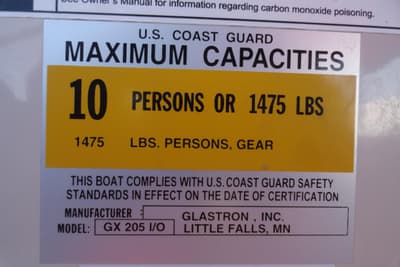 See Owner's Manual for information regarding carbon monoxide poisoning.
U.S. COAST GUARD
MAXIMUM CAPACITIES
10 PERSONS OR 1475 LBS
1475 LBS. PERSONS, GEAR
THIS BOAT COMPLIES WITH U.S. COAST GUARD SAFETY
STANDARDS IN EFFECT ON THE DATE OF CERTIFICATION
MANUFACTURER : GLASTRON , INC.
MODEL: GX 205 I/O LITTLE FALLS, MN